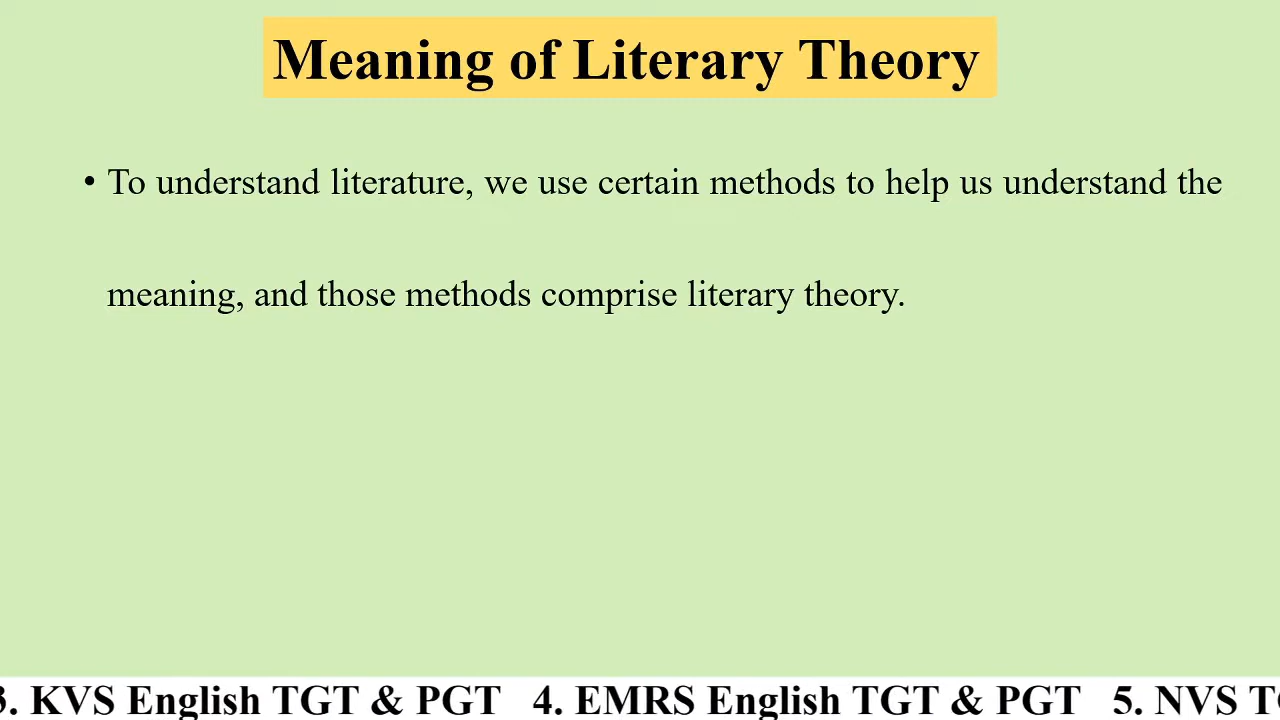 Meaning of Literary Theory
• To understand literature, we use certain methods to help us understand the
meaning, and those methods comprise literary theory.
3. KVS English TGT & PGT 4. EMRS English TGT & PGT 5. NVS